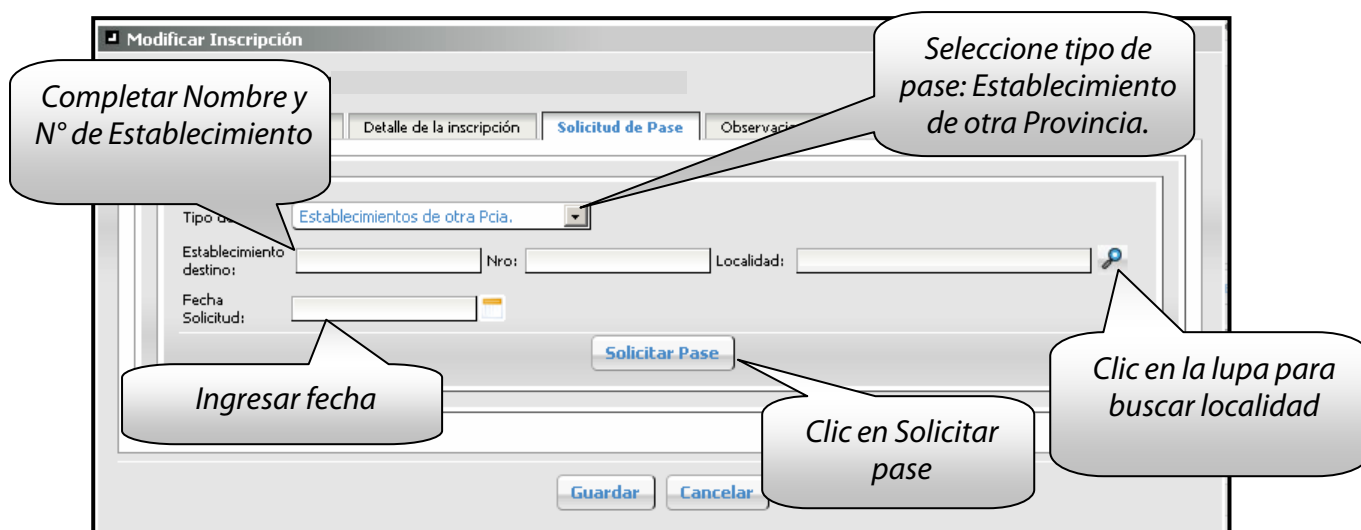 Modificar Inscripción
Completar Nombre y
N° de Establecimiento
Seleccione tipo de
pase: Establecimiento
de otra Provincia.
Detalle de la inscripción
Solicitud de Pase
Tipo
Establecimientos de otra Pcia.
Establecimiento
destino:
Nro:
Localidad:
Fecha
Solicitud:
Solicitar Pase
Ingresar fecha
Clic en la lupa para
buscar localidad
Clic en Solicitar
pase
Guardar
Cancelar